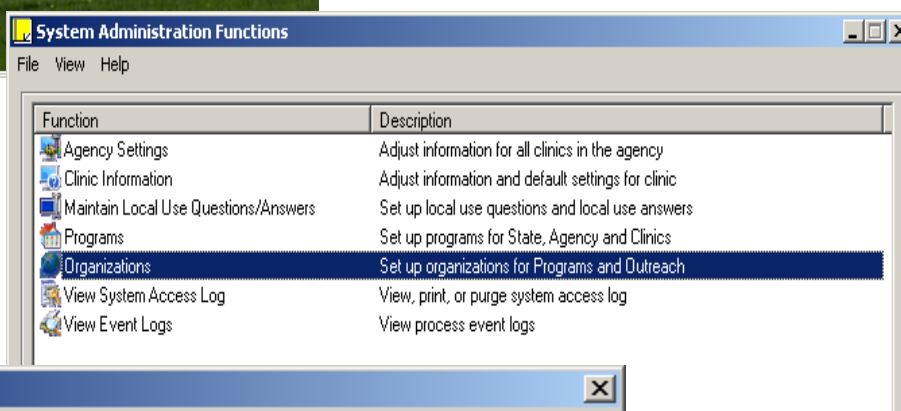 System Administration Functions
File View Help
Function Description
Agency Settings Adjust information for all clinics in the agency
Clinic Information Adjust information and default settings for clinic
Maintain Local Use Questions/Answers Set up local use questions and local use answers
Programs Set up programs for State, Agency and Clinics
Organizations Set up organizations for Programs and Outreach
View System Access Log View, print, or purge system access log
View Event Logs View process event logs